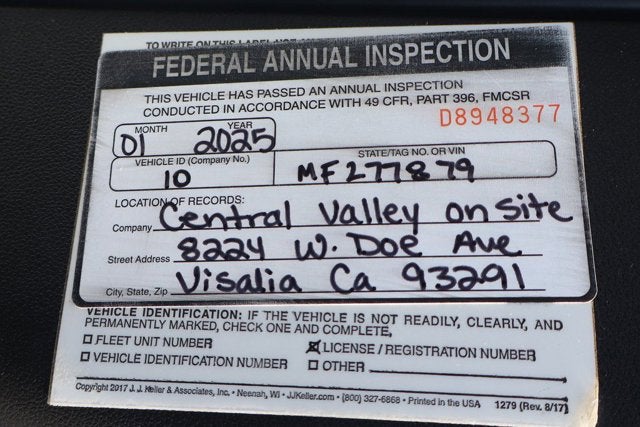 TO WRITE ON THIS LABEL
FEDERAL ANNUAL INSPECTION
THIS VEHICLE HAS PASSED AN ANNUAL INSPECTION
CONDUCTED IN ACCORDANCE WITH 49 CFR, PART 396, FMCSR
D8948377
MONTH YEAR
01 2025
VEHICLE ID (Company No.) STATE/TAG NO. OR VIN
10 MF277879
LOCATION OF RECORDS:
Company Central Valley on Site
Street Address 8224 W. Doe Ave
City, State, Zip Visalia Ca 93291
VEHICLE IDENTIFICATION: IF THE VEHICLE IS NOT READILY, CLEARLY, AND
PERMANENTLY MARKED, CHECK ONE AND COMPLETE.
☐ FLEET UNIT NUMBER ☒ LICENSE / REGISTRATION NUMBER
☐ VEHICLE IDENTIFICATION NUMBER ☐ OTHER
Copyright 2017 J. J. Keller & Associates, Inc. • Neenah, WI • JJKeller.com • (800) 327-6868 • Printed in the USA 1279 (Rev. 8/17)